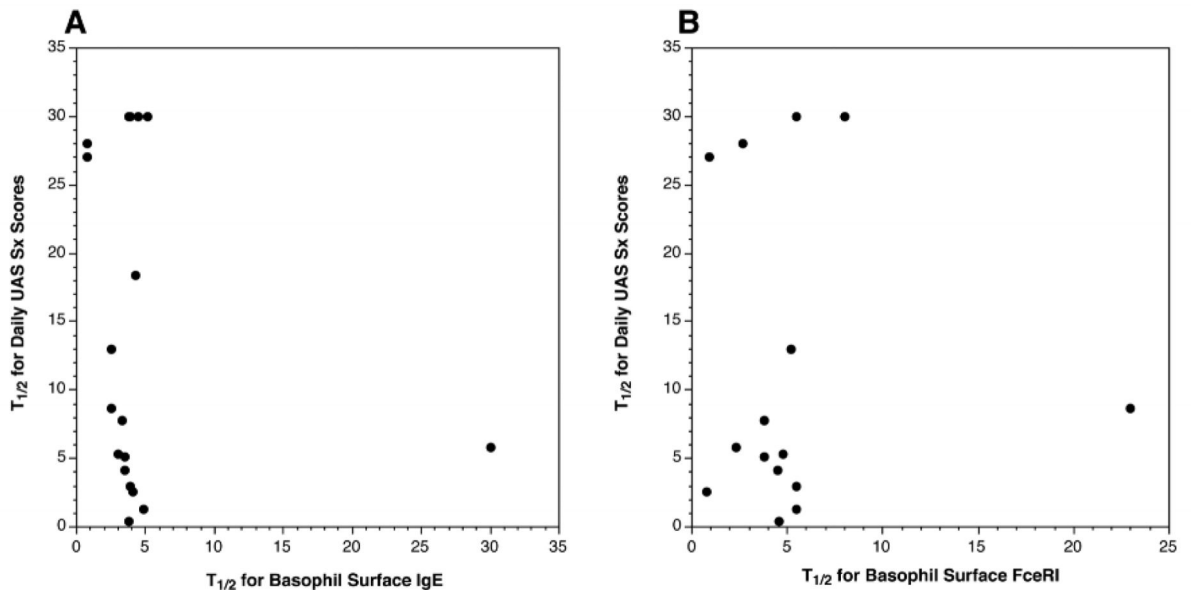 A
35
30
25
20
15
10
5
0
T1/2 for Daily UAS Sx Scores
0 5 10 15 20 25 30 35
T1/2 for Basophil Surface IgE
B
35
30
25
20
15
10
5
0
T1/2 for Daily UAS Sx Scores
0 5 10 15 20 25
T1/2 for Basophil Surface FceRI